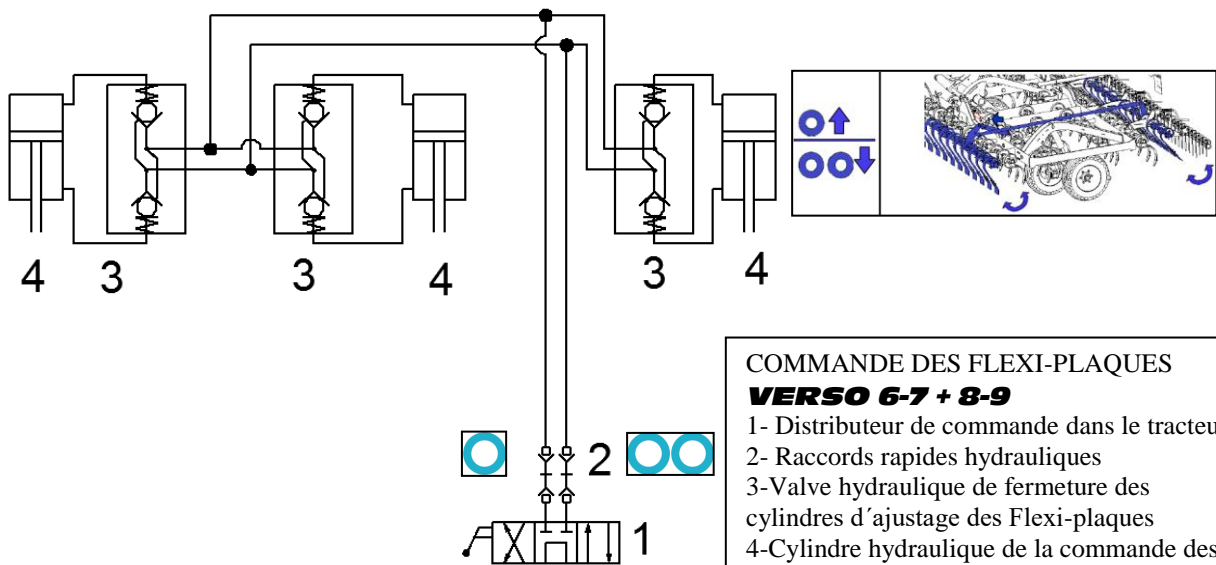 4
3
3
4
3
4
2
1
COMMANDE DES FLEXI-PLAQUES
VERSO 6-7 + 8-9
1- Distributeur de commande dans le tracteu
2- Raccords rapides hydrauliques
3-Valve hydraulique de fermeture des
cylindres d´ajustage des Flexi-plaques
4-Cylindre hydraulique de la commande des